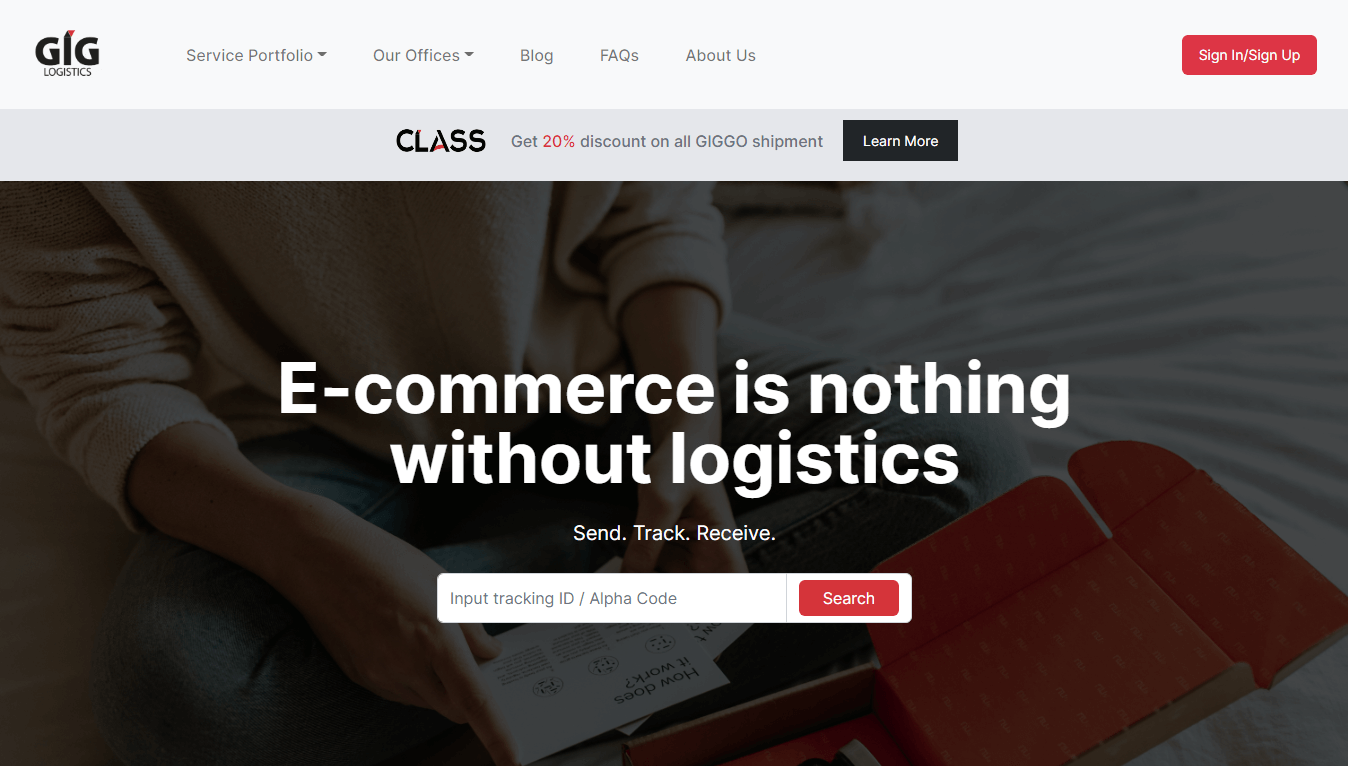 GIG
LOGISTICS
Service Portfolio
Our Offices
Blog
FAQs
About Us
Sign In/Sign Up
CLASS
Get 20% discount on all GIGGO shipment
Learn More
E-commerce is nothing
without logistics
Send. Track. Receive.
Input tracking ID / Alpha Code
Search
How does
it work?